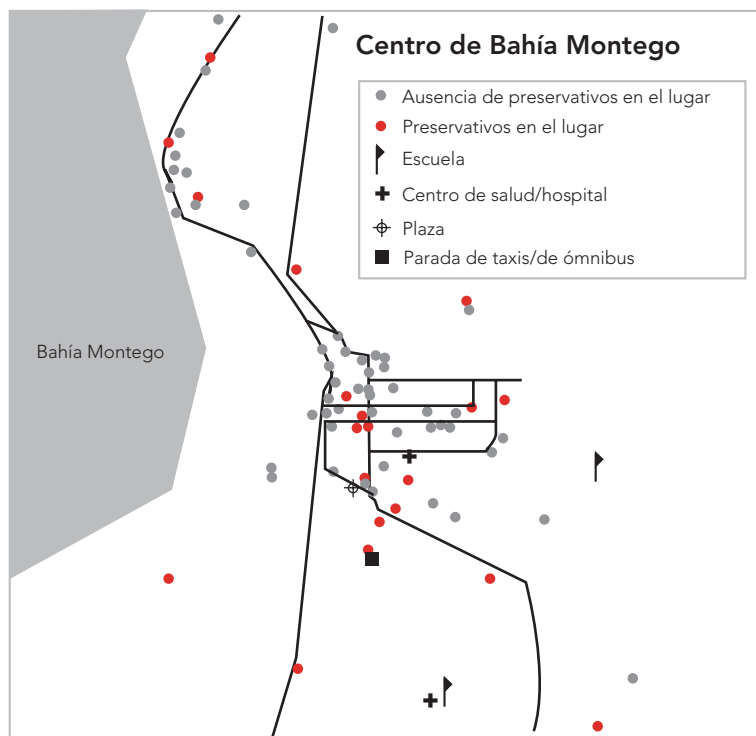 Centro de Bahía Montego
Ausencia de preservativos en el lugar
Preservativos en el lugar
Escuela
Centro de salud/hospital
Plaza
Parada de taxis/de ómnibus
Bahía Montego